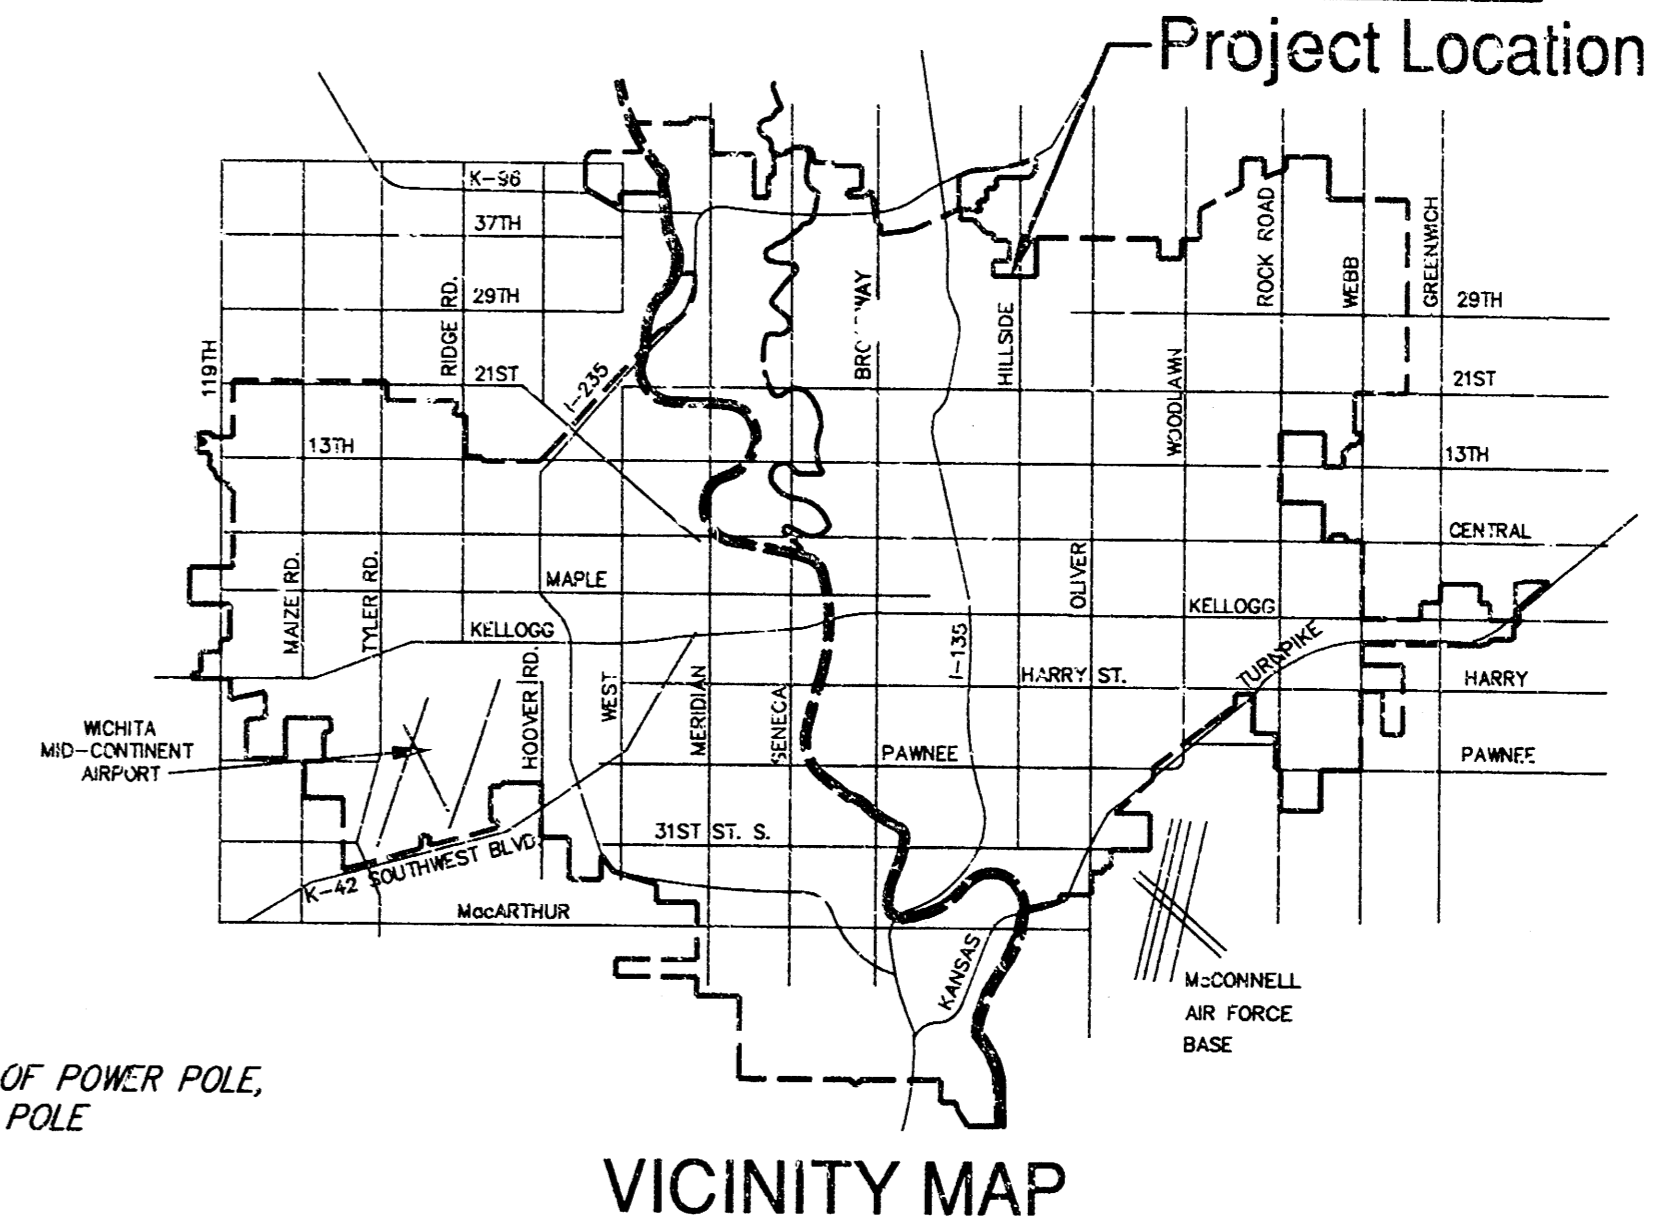 Project Location
K-96
37TH
29TH
RIDGE RD.
119TH
21ST
I-235
13TH
MAIZE RD.
TYLER RD.
MAPLE
KELLOGG
HOOVER RD.
WEST
MERIDIAN
SENECA
HILLSIDE
WOODLAWN
ROCK ROAD
WEBB
GREENWICH
29TH
21ST
13TH
CENTRAL
OLIVER
KELLOGG
I-135
HARRY ST.
TURNPIKE
HARRY
PAWNEE
PAWNEE
WICHITA
MID-CONTINENT
AIRPORT
31ST ST. S.
K-42 SOUTHWEST BLVD.
MacARTHUR
KANSAS
McCONNELL
AIR FORCE
BASE
OF POWER POLE,
POLE
VICINITY MAP